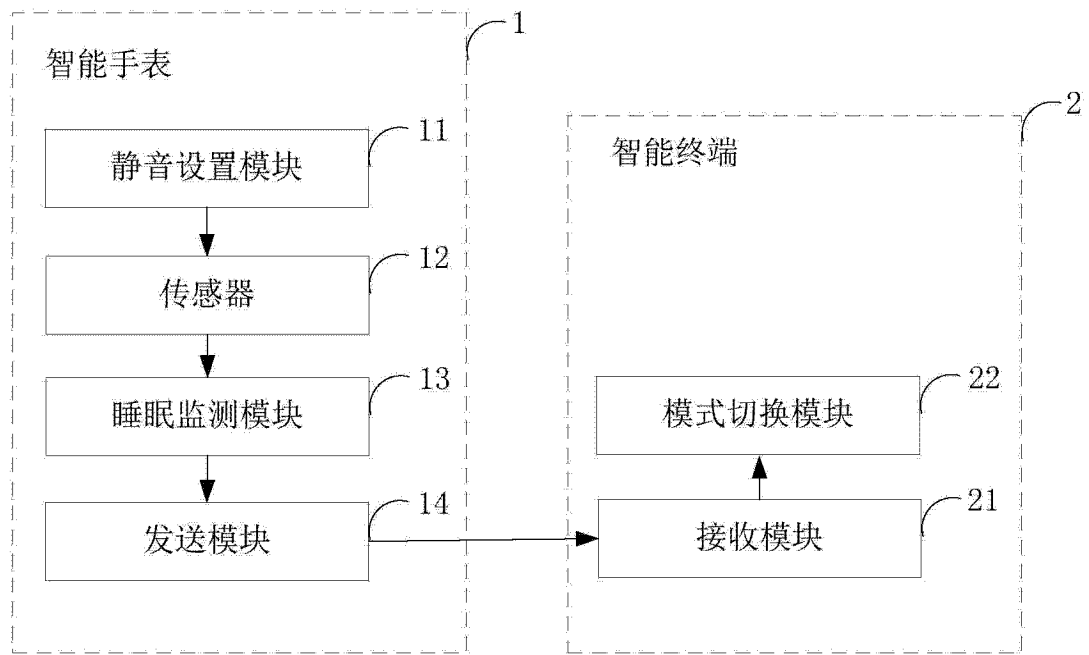 1
智能手表
11
静音设置模块
12
传感器
13
睡眠监测模块
14
发送模块
2
智能终端
22
模式切换模块
21
接收模块